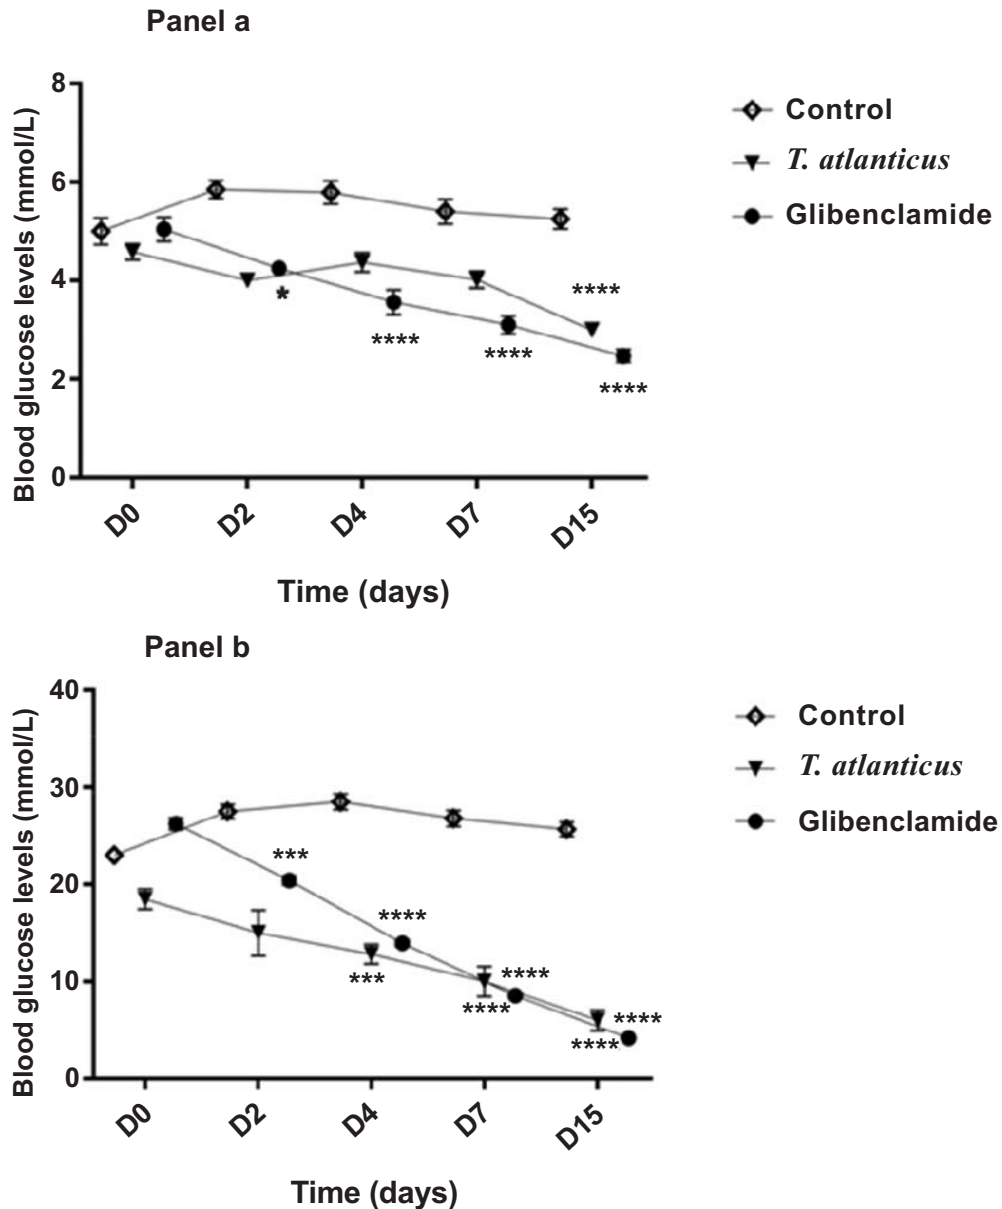 Panel a
Blood glucose levels (mmol/L)
8
6
4
2
0
Control
T. atlanticus
Glibenclamide
*
****
****
****
****
D0
D2
D4
D7
D15
Time (days)
Panel b
Blood glucose levels (mmol/L)
40
30
20
10
0
Control
T. atlanticus
Glibenclamide
***
****
***
****
****
****
****
D0
D2
D4
D7
D15
Time (days)